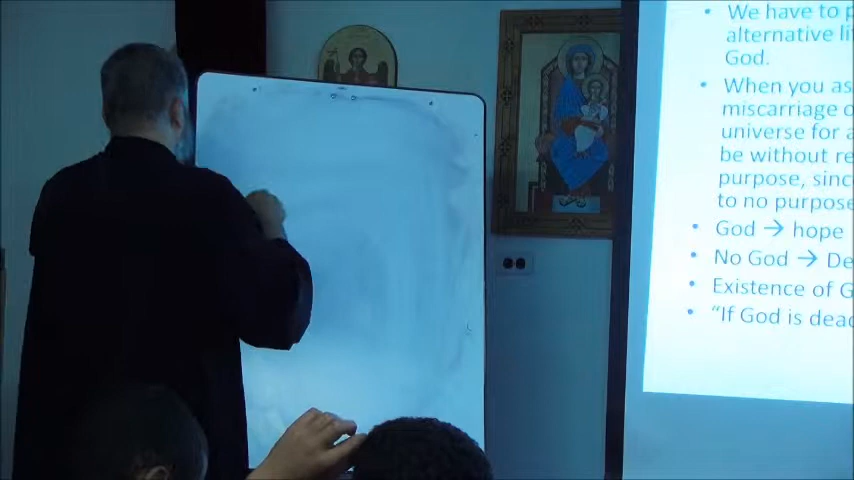 • We have to p
alternative li
God.
• When you as
miscarriage o
universe for a
be without re
purpose, sinc
to no purpose
• God → hope
• No God → De
• Existence of G
• "If God is dead